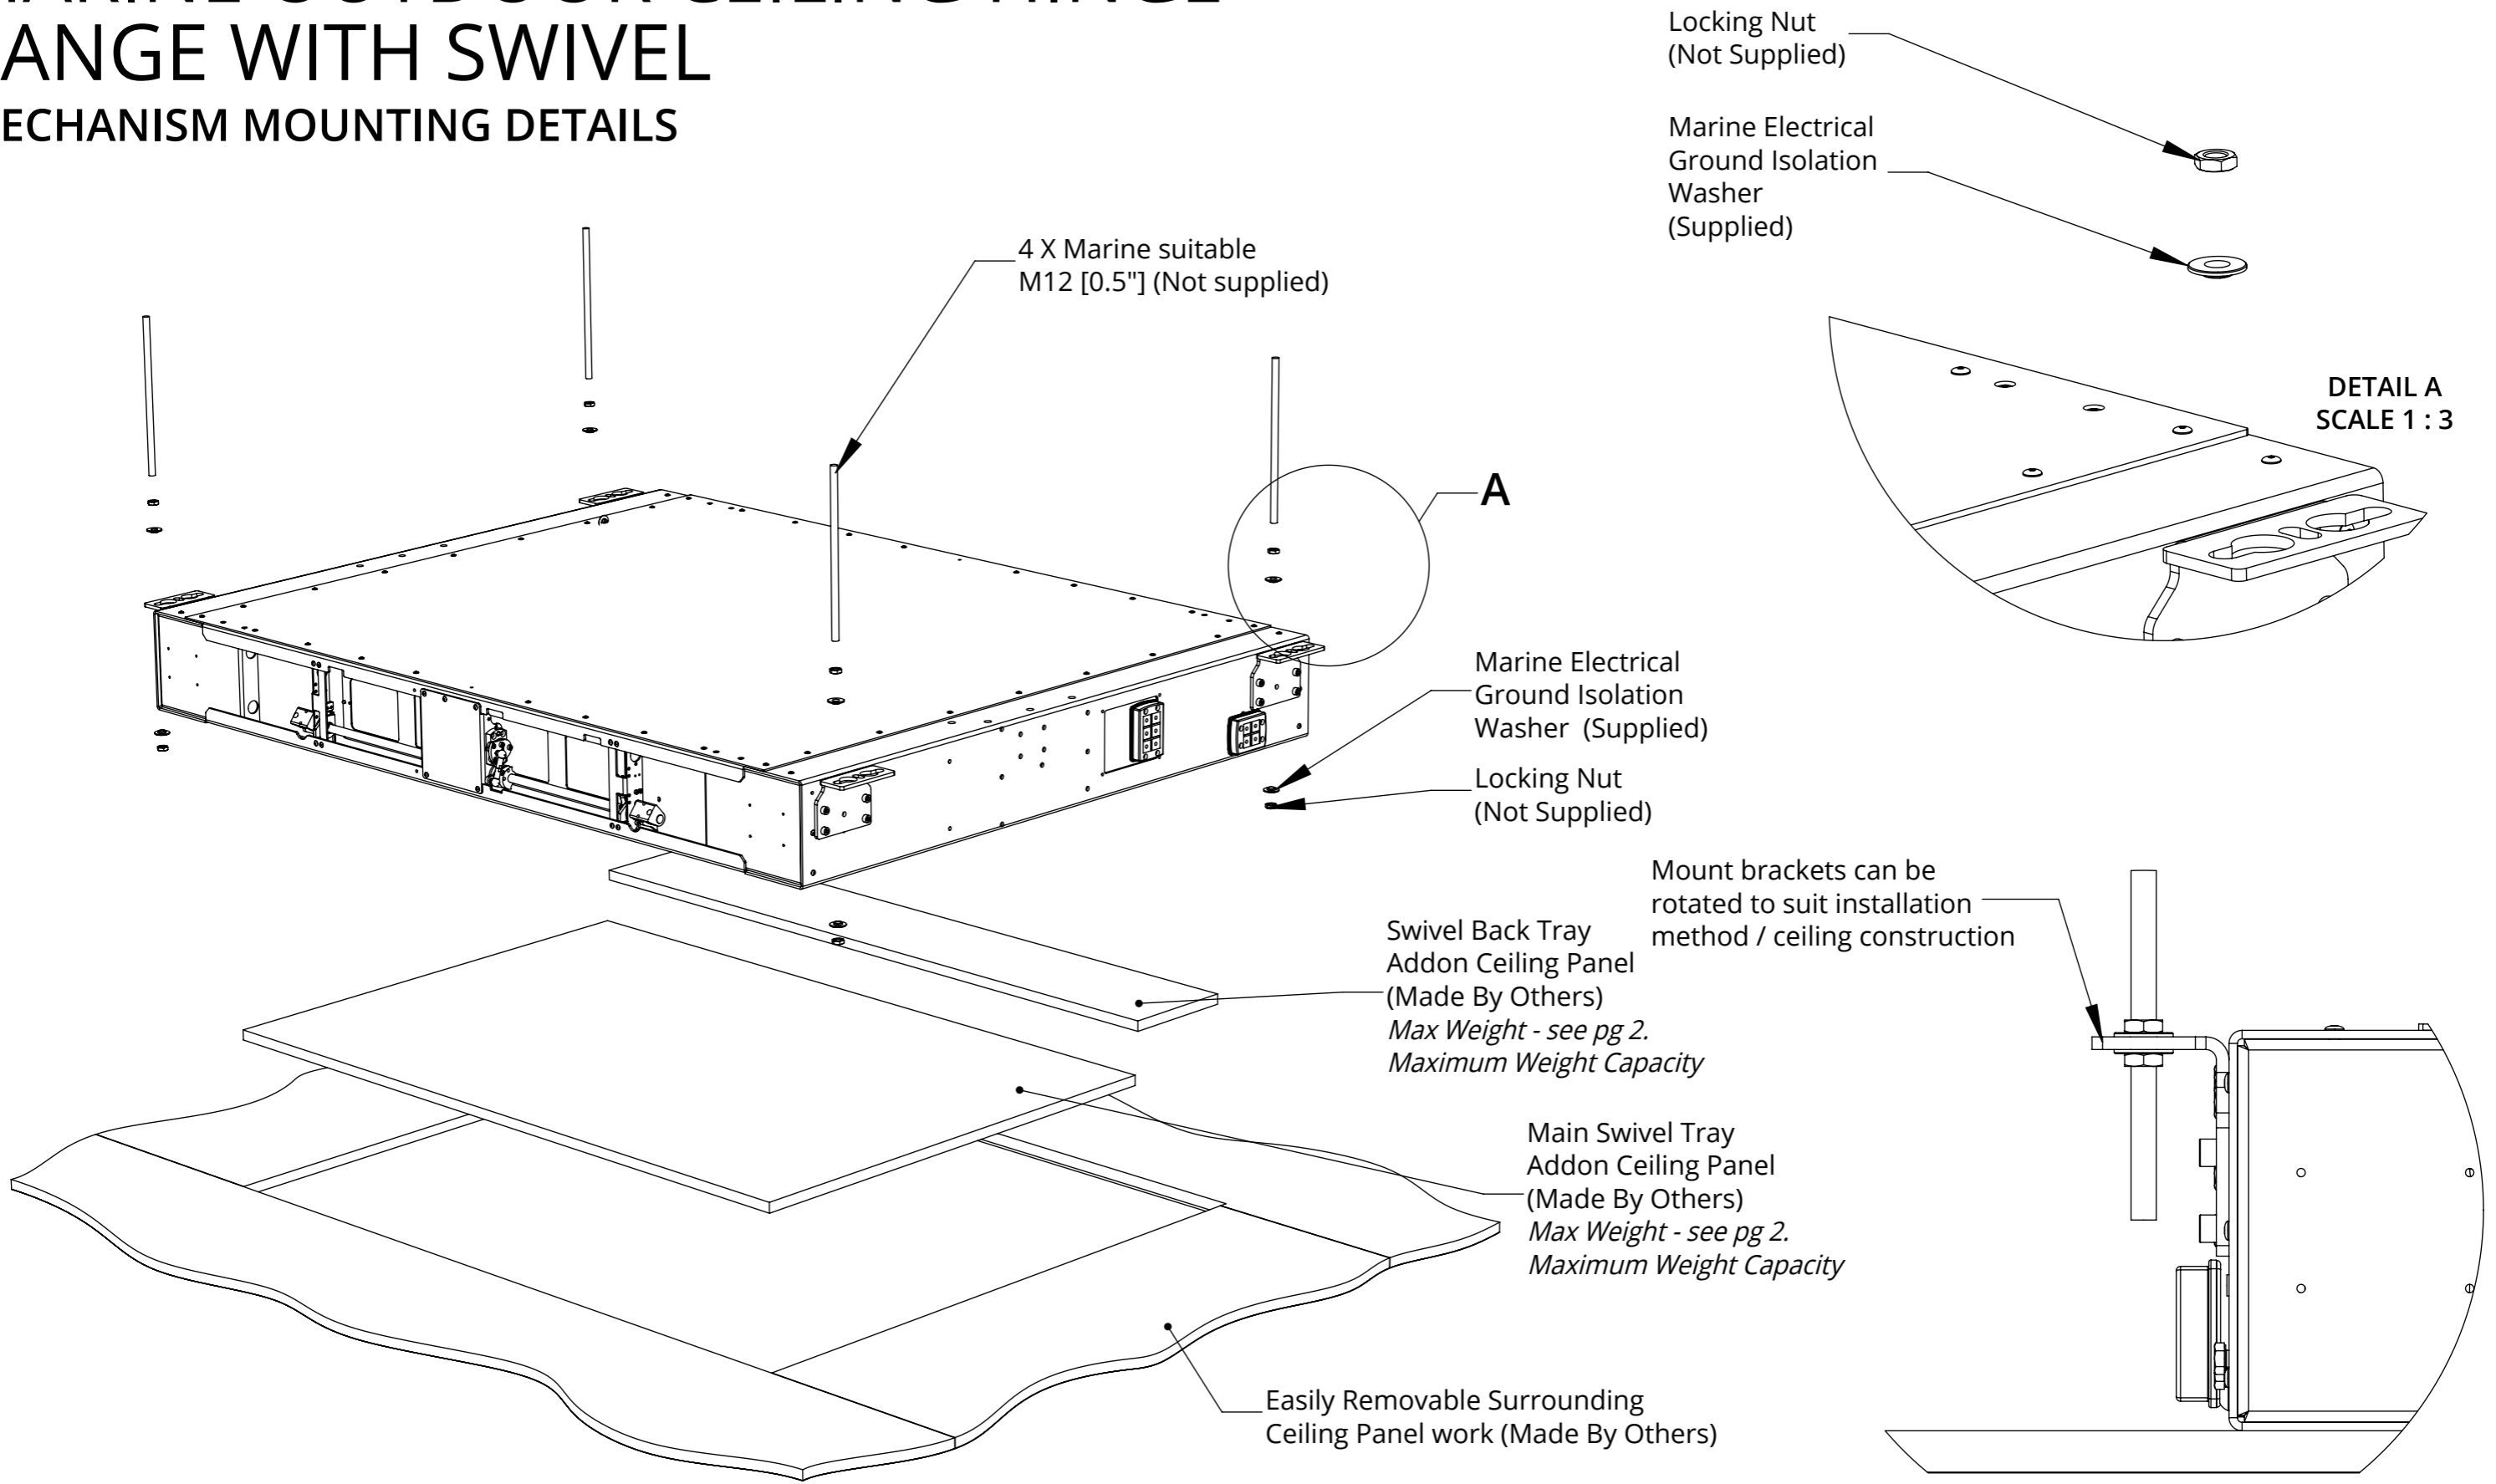 ANGE WITH SWIVEL
ECHANISM MOUNTING DETAILS
Locking Nut
(Not Supplied)
Marine Electrical
Ground Isolation
Washer
(Supplied)
4 X Marine suitable
M12 [0.5"] (Not supplied)
DETAIL A
SCALE 1 : 3
A
Marine Electrical
Ground Isolation
Washer (Supplied)
Locking Nut
(Not Supplied)
Mount brackets can be
rotated to suit installation
method / ceiling construction
Swivel Back Tray
Addon Ceiling Panel
(Made By Others)
Max Weight - see pg 2.
Maximum Weight Capacity
Main Swivel Tray
Addon Ceiling Panel
(Made By Others)
Max Weight - see pg 2.
Maximum Weight Capacity
Easily Removable Surrounding
Ceiling Panel work (Made By Others)